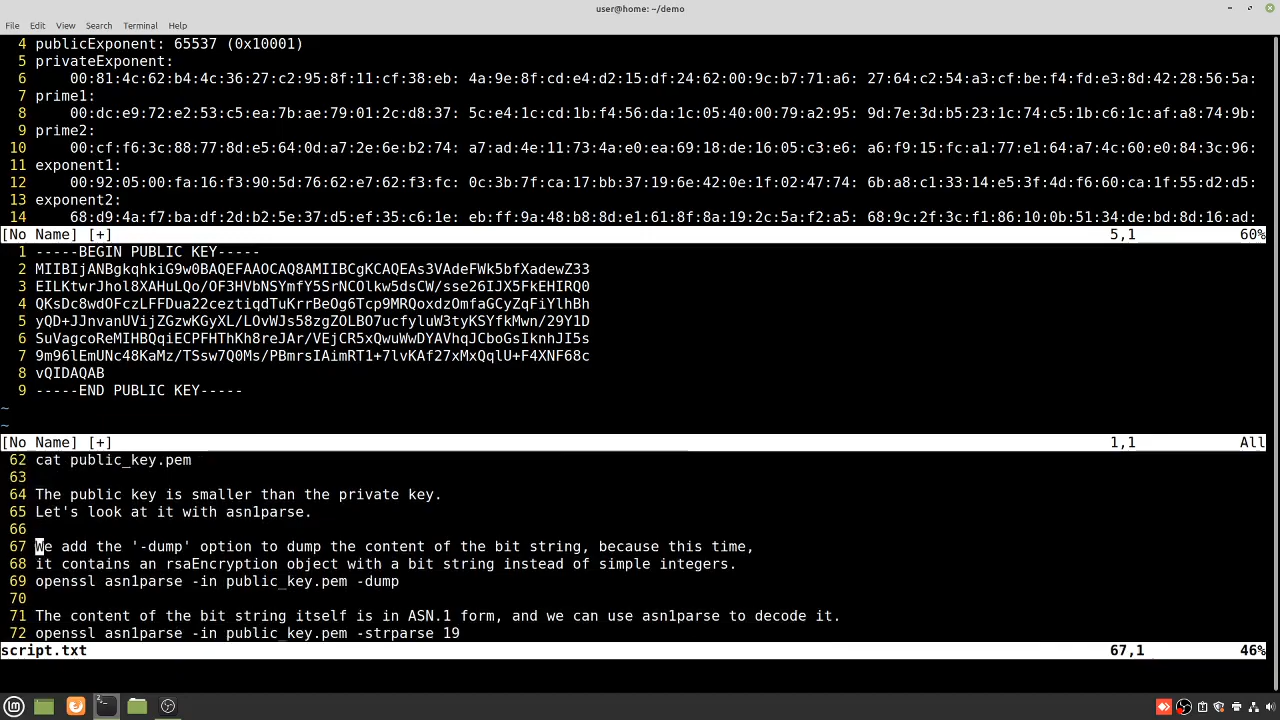 user@home: ~/demo
File Edit View Search Terminal Help
4 publicExponent: 65537 (0x10001)
5 privateExponent:
6 00:81:4c:62:b4:4c:36:27:c2:95:8f:11:cf:38:eb: 4a:9e:8f:cd:e4:d2:15:df:24:62:00:9c:b7:71:a6: 27:64:c2:54:a3:cf:be:f4:fd:e3:8d:42:28:56:5a:
7 prime1:
8 00:dc:e9:72:e2:53:c5:ea:7b:ae:79:01:2c:d8:37: 5c:e4:1c:cd:1b:f4:56:da:1c:05:40:00:79:a2:95: 9d:7e:3d:b5:23:1c:74:c5:1b:c6:1c:af:a8:74:9b:
9 prime2:
10 00:cf:f6:3c:88:77:8d:e5:64:0d:a7:2e:6e:b2:74: a7:ad:4e:11:73:4a:e0:ea:69:18:de:16:05:c3:e6: a6:f9:15:fc:a1:77:e1:64:a7:4c:60:e0:84:3c:96:
11 exponent1:
12 00:92:05:00:fa:16:f3:90:5d:76:62:e7:62:f3:fc: 0c:3b:7f:ca:17:bb:37:19:6e:42:0e:1f:02:47:74: 6b:a8:c1:33:14:e5:3f:4d:f6:60:ca:1f:55:d2:d5:
13 exponent2:
14 68:d9:4a:f7:ba:df:2d:b2:5e:37:d5:ef:35:c6:1e: eb:ff:9a:48:b8:8d:e1:61:8f:8a:19:2c:5a:f2:a5: 68:9c:2f:3c:f1:86:10:0b:51:34:de:bd:8d:16:ad:
[No Name] [+] 5,1 60%
1 -----BEGIN PUBLIC KEY-----
2 MIIBIjANBgkqhkiG9w0BAQEFAAOCAQ8AMIIBCgKCAQEAs3VAdeFWk5bfXadewZ33
3 EILKtwrJhol8XAHuLQo/OF3HVbNSYmfY5SrNCOlkw5dsCW/sse26IJX5FkEHIRQ0
4 QKsDc8wdOFczLFFDua22ceztiqdTuKrrBeOg6Tcp9MRQoxdzOmfaGCyZqFiYlhBh
5 yQD+JJnvanUVijZGzwKGyXL/LOvWJs58zgZOLBO7ucfyluW3tyKSYfkMwn/29Y1D
6 SuVagcoReMIHBQqiECPFHThKh8reJAr/VEjCR5xQwuWwDYAVhqJCboGsIknhJI5s
7 9m96lEmUNc48KaMz/TSsw7Q0Ms/PBmrsIAimRT1+7lvKAf27xMxQqlU+F4XNF68c
8 vQIDAQAB
9 -----END PUBLIC KEY-----
~
~
[No Name] [+] 1,1 All
62 cat public_key.pem
63
64 The public key is smaller than the private key.
65 Let's look at it with asn1parse.
66
67 We add the '-dump' option to dump the content of the bit string, because this time,
68 it contains an rsaEncryption object with a bit string instead of simple integers.
69 openssl asn1parse -in public_key.pem -dump
70
71 The content of the bit string itself is in ASN.1 form, and we can use asn1parse to decode it.
72 openssl asn1parse -in public_key.pem -strparse 19
script.txt 67,1 46%